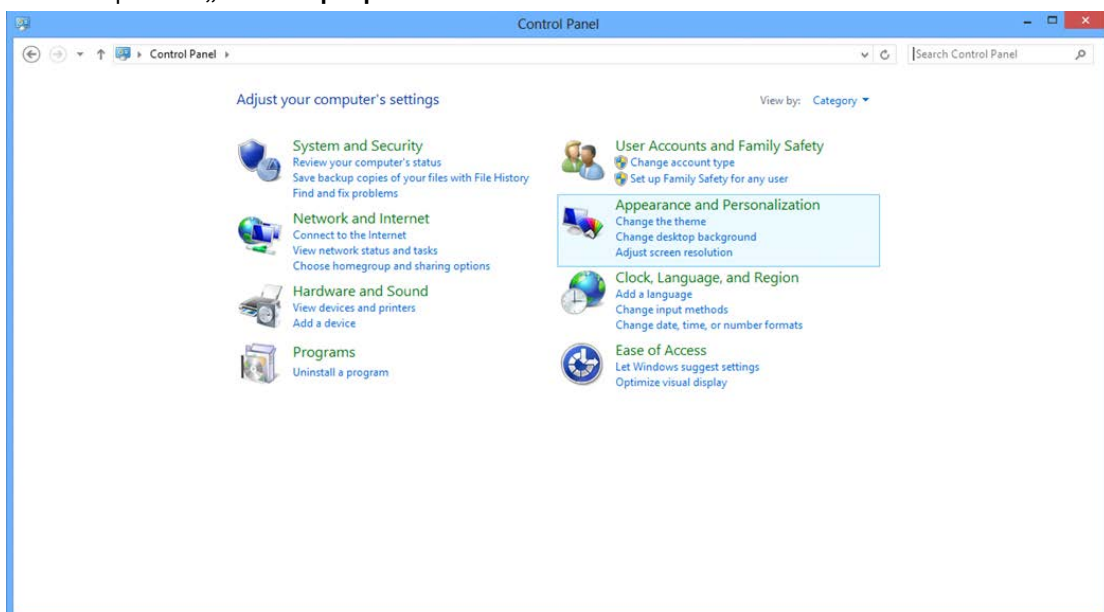 Control Panel
Control Panel
Search Control Panel
Adjust your computer's settings
View by: Category
System and Security
Review your computer's status
Save backup copies of your files with File History
Find and fix problems
Network and Internet
Connect to the Internet
View network status and tasks
Choose homegroup and sharing options
Hardware and Sound
View devices and printers
Add a device
Programs
Uninstall a program
User Accounts and Family Safety
Change account type
Set up Family Safety for any user
Appearance and Personalization
Change the theme
Change desktop background
Adjust screen resolution
Clock, Language, and Region
Add a language
Change input methods
Change date, time, or number formats
Ease of Access
Let Windows suggest settings
Optimize visual display